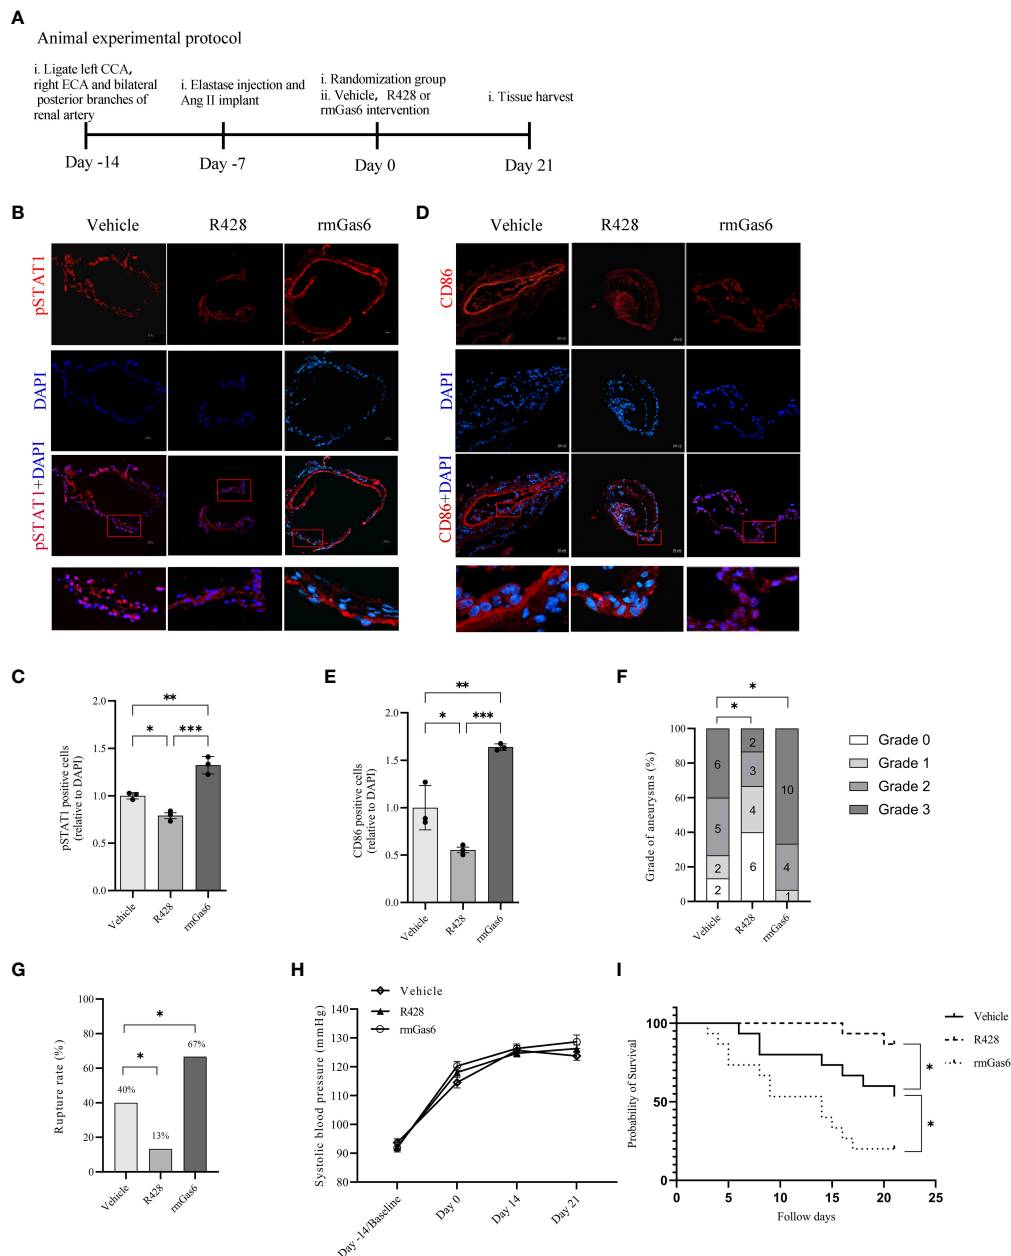 A
Animal experimental protocol
i. Ligate left CCA,
right ECA and bilateral
posterior branches of
renal artery
i. Elastase injection and
Ang II implant
i. Randomization group
ii. Vehicle, R428 or
rmGas6 intervention
i. Tissue harvest
Day -14
Day -7
Day 0
Day 21
B
Vehicle
R428
rmGas6
pSTAT1
DAPI
pSTAT1+DAPI
D
Vehicle
R428
rmGas6
CD86
DAPI
CD86+DAPI
C
pSTAT1 positive cells
(relative to DAPI)
2.0
1.5
1.0
0.5
0.0
**
*
***
Vehicle
R428
rmGas6
E
CD86 positive cells
(relative to DAPI)
2.0
1.5
1.0
0.5
0.0
**
*
***
Vehicle
R428
rmGas6
F
Grade of aneurysms (%)
100
80
60
40
20
0
*
*
6
5
2
2
2
3
4
6
10
4
1
Vehicle
R428
rmGas6
Grade 0
Grade 1
Grade 2
Grade 3
G
Rupture rate (%)
100
80
60
40
20
0
*
*
40%
13%
67%
Vehicle
R428
rmGas6
H
Vehicle
R428
rmGas6
Systolic blood pressure (mmHg)
140
130
120
110
100
90
80
Day -14/Baseline
Day 0
Day 14
Day 21
I
Vehicle
R428
rmGas6
Probability of Survival
100
50
0
*
*
0
5
10
15
20
25
Follow days